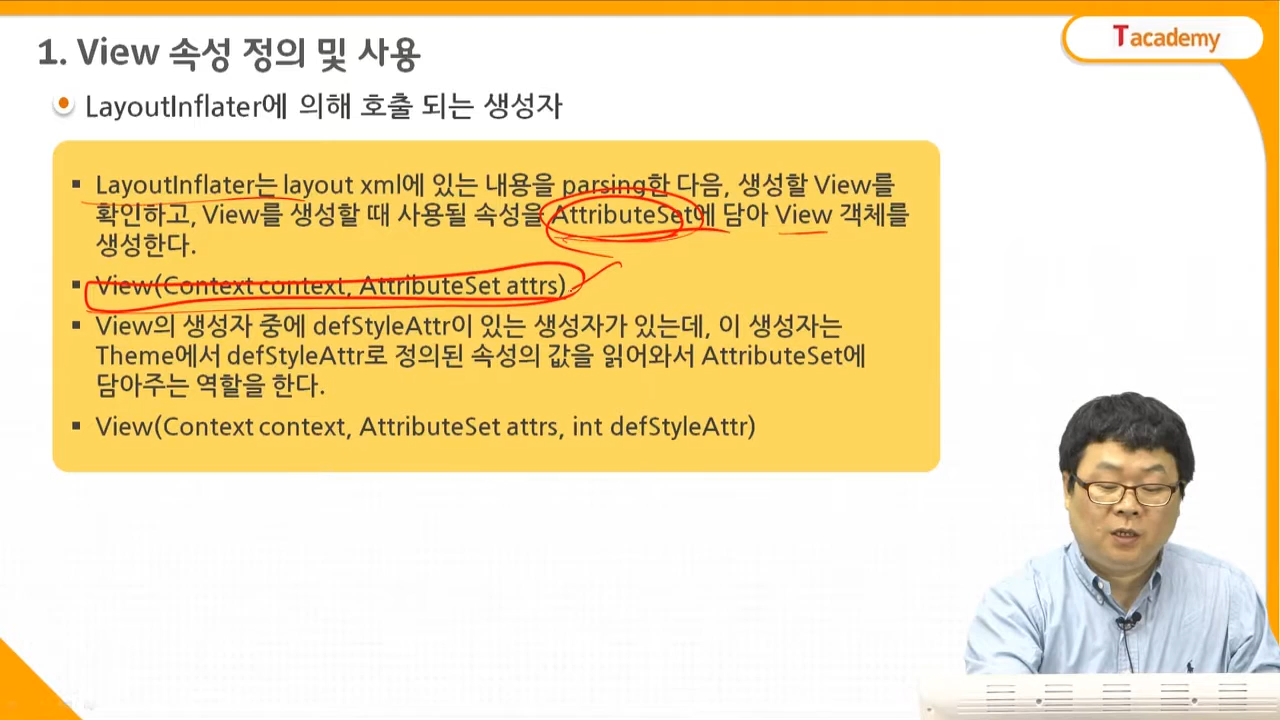 1. View 속성 정의 및 사용
Tacademy
LayoutInflater에 의해 호출 되는 생성자
▪ LayoutInflater는 layout xml에 있는 내용을 parsing한 다음, 생성할 View를
확인하고, View를 생성할 때 사용될 속성을 AttributeSet에 담아 View 객체를
생성한다.
▪ View(Context context, AttributeSet attrs)
▪ View의 생성자 중에 defStyleAttr이 있는 생성자가 있는데, 이 생성자는
Theme에서 defStyleAttr로 정의된 속성의 값을 읽어와서 AttributeSet에
담아주는 역할을 한다.
▪ View(Context context, AttributeSet attrs, int defStyleAttr)